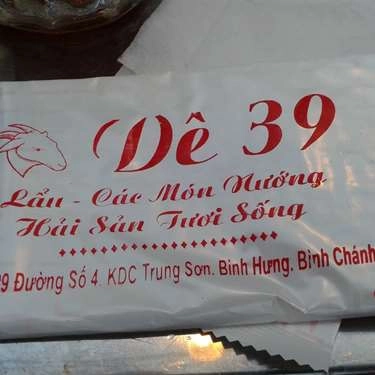 Dê 39
Lẩu - Các Món Nướng
Hải Sản Tươi Sống
39 Đường Số 4. KDC Trung Sơn. Bình Hưng. Bình Chánh